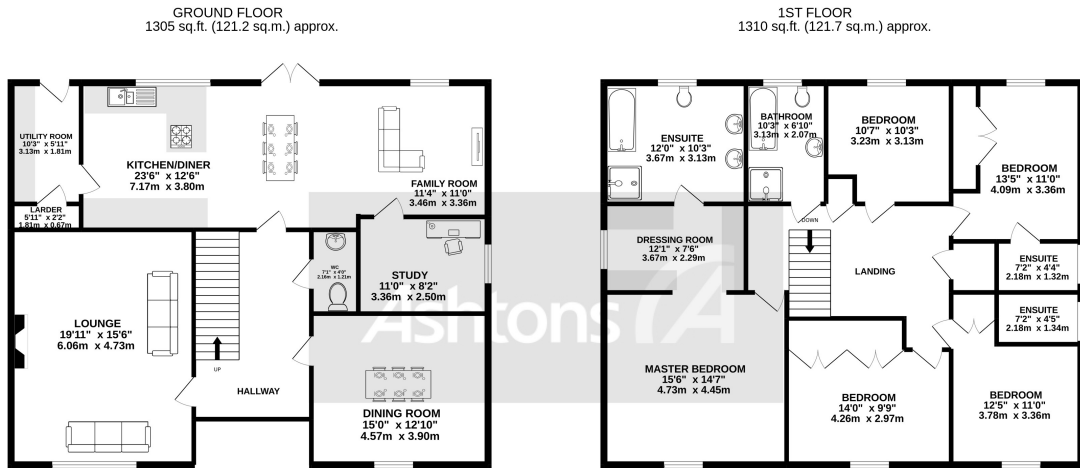 GROUND FLOOR
1305 sq.ft. (121.2 sq.m.) approx.
UTILITY ROOM
10'3" x 5'11"
3.13m x 1.81m
KITCHEN/DINER
23'6" x 12'6"
7.17m x 3.80m
FAMILY ROOM
11'4" x 11'0"
3.46m x 3.36m
LARDER
5'11" x 2'2"
1.81m x 0.67m
WC
7'1" x 4'0"
2.16m x 1.21m
STUDY
11'0" x 8'2"
3.36m x 2.50m
LOUNGE
19'11" x 15'6"
6.06m x 4.73m
UP
HALLWAY
DINING ROOM
15'0" x 12'10"
4.57m x 3.90m
1ST FLOOR
1310 sq.ft. (121.7 sq.m.) approx.
ENSUITE
12'0" x 10'3"
3.67m x 3.13m
BATHROOM
10'3" x 6'10"
3.13m x 2.07m
BEDROOM
10'7" x 10'3"
3.23m x 3.13m
BEDROOM
13'5" x 11'0"
4.09m x 3.36m
DOWN
DRESSING ROOM
12'1" x 7'6"
3.67m x 2.29m
LANDING
ENSUITE
7'2" x 4'4"
2.18m x 1.32m
ENSUITE
7'2" x 4'5"
2.18m x 1.34m
MASTER BEDROOM
15'6" x 14'7"
4.73m x 4.45m
BEDROOM
14'0" x 9'9"
4.26m x 2.97m
BEDROOM
12'5" x 11'0"
3.78m x 3.36m
Ashtons